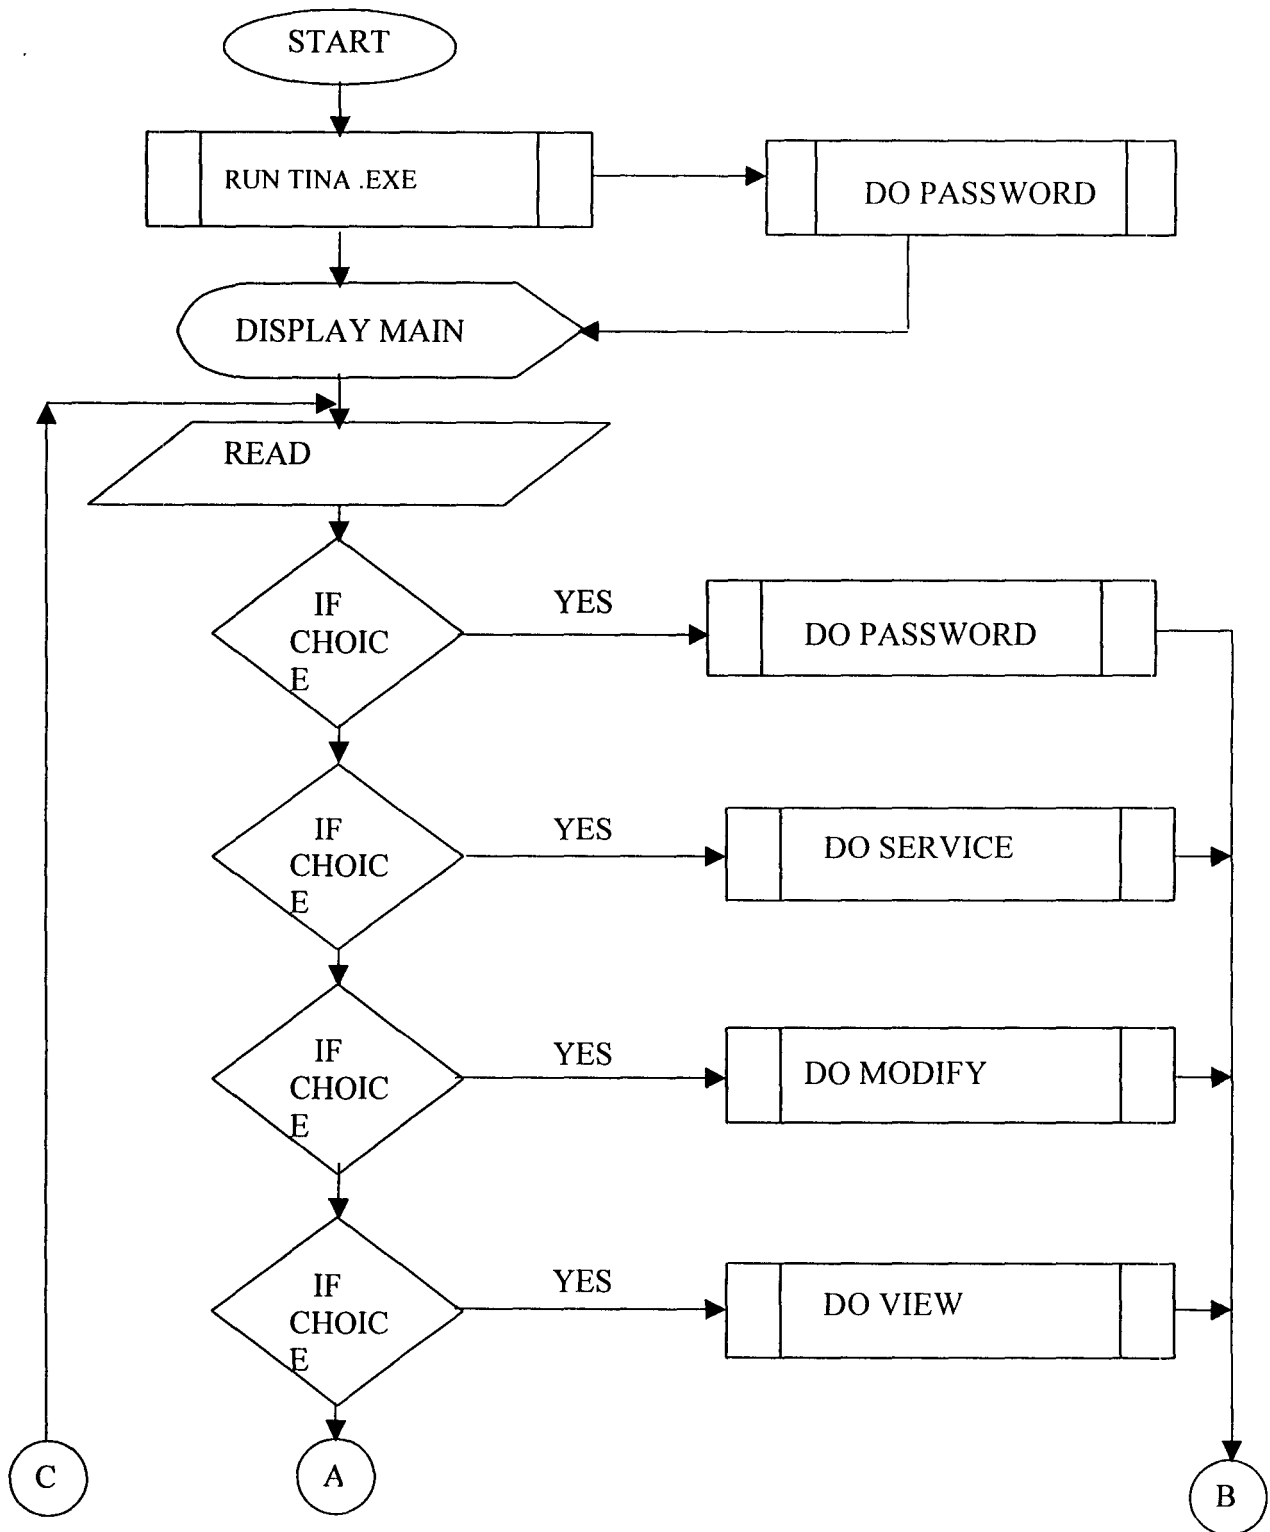 START
RUN TINA .EXE
DO PASSWORD
DISPLAY MAIN
READ
IF
CHOIC
E
YES
DO PASSWORD
IF
CHOIC
E
YES
DO SERVICE
IF
CHOIC
E
YES
DO MODIFY
IF
CHOIC
E
YES
DO VIEW
C
A
B